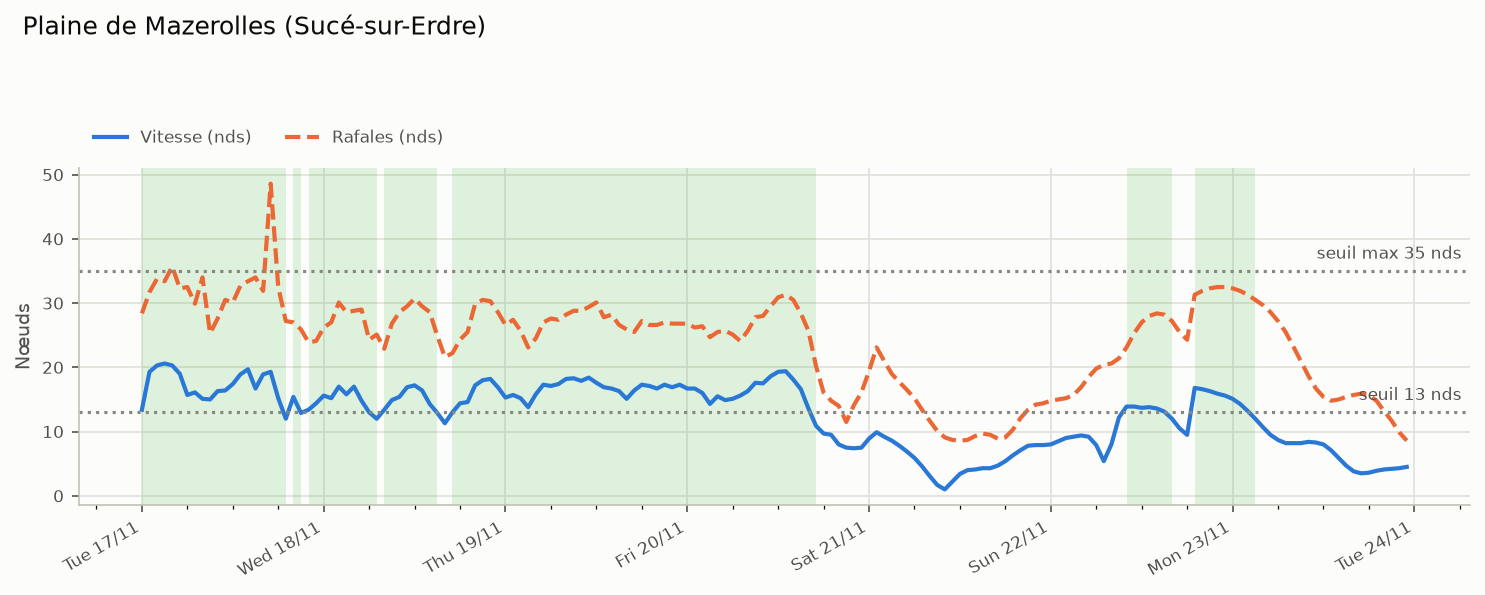 Plaine de Mazerolles (Sucé-sur-Erdre)
Vitesse (nds)
Rafales (nds)
Nœuds
50
40
30
20
10
0
seuil max 35 nds
seuil 13 nds
Tue 17/11
Wed 18/11
Thu 19/11
Fri 20/11
Sat 21/11
Sun 22/11
Mon 23/11
Tue 24/11